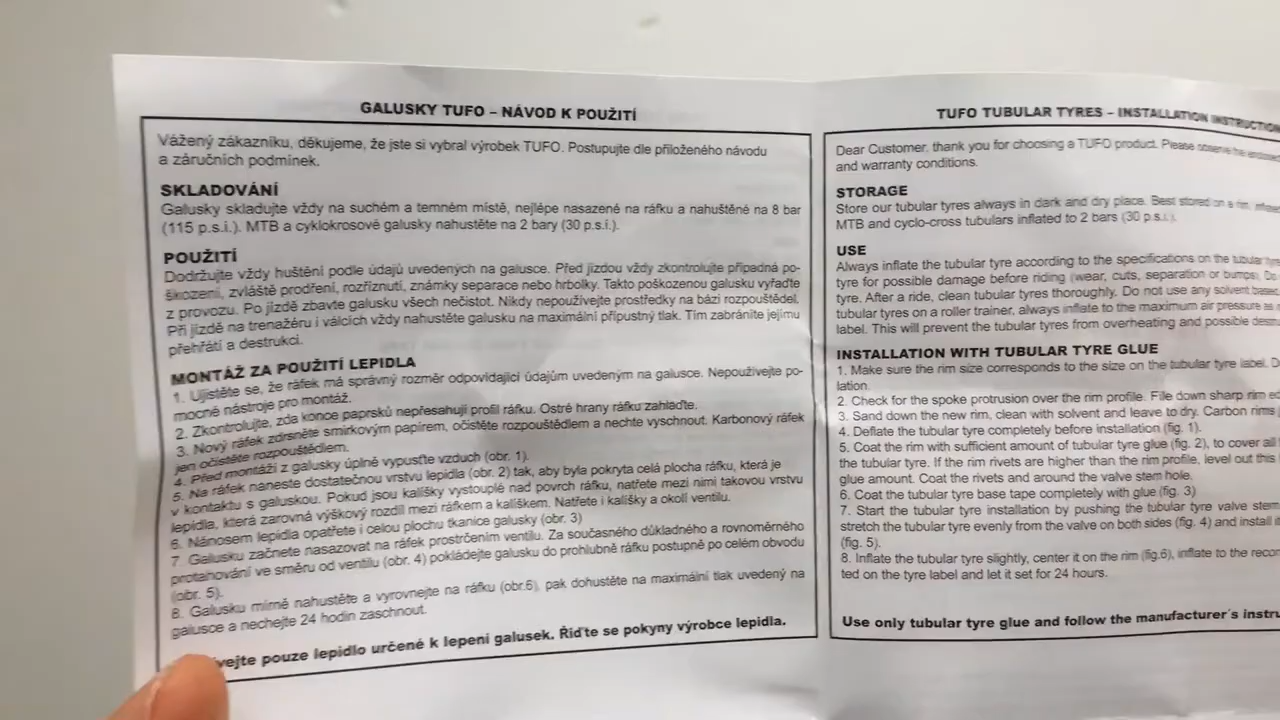 GALUSKY TUFO – NÁVOD K POUŽITÍ
Vážený zákazníku, děkujeme, že jste si vybral výrobek TUFO. Postupujte dle přiloženého návodu
a záručních podmínek.
SKLADOVÁNÍ
Galusky skladujte vždy na suchém a temném místě, nejlépe nasazené na ráfku a nahuštěné na 8 bar
(115 p.s.i.). MTB a cyklokrosové galusky nahustěte na 2 bary (30 p.s.i.).
POUŽITÍ
Dodržujte vždy huštění podle údajů uvedených na galusce. Před jízdou vždy zkontrolujte případná po-
škození, zvláště prodření, rozříznutí, známky separace nebo hrbolky. Takto poškozenou galusku vyřaďte
z provozu. Po jízdě zbavte galusku všech nečistot. Nikdy nepoužívejte prostředky na bázi rozpouštědel.
Při jízdě na trenažéru i válcích vždy nahustěte galusku na maximální přípustný tlak. Tím zabráníte jejímu
přehřátí a destrukci.
MONTÁŽ ZA POUŽITÍ LEPIDLA
1. Ujistěte se, že ráfek má správný rozměr odpovídající údajům uvedeným na galusce. Nepoužívejte po-
mocné nástroje pro montáž.
2. Zkontrolujte, zda konce paprsků nepřesahují profil ráfku. Ostré hrany ráfku zahlaďte.
3. Nový ráfek zdrsněte smirkovým papírem, očistěte rozpouštědlem a nechte vyschnout. Karbonový ráfek
jen očistěte rozpouštědlem.
4. Před montáží z galusky úplně vypusťte vzduch (obr. 1).
5. Na ráfek naneste dostatečnou vrstvu lepidla (obr. 2) tak, aby byla pokryta celá plocha ráfku, která je
v kontaktu s galuskou. Pokud jsou kalíšky vystouplé nad povrch ráfku, natřete mezi nimi takovou vrstvu
lepidla, která zarovná výškový rozdíl mezi ráfkem a kalíškem. Natřete i kalíšky a okolí ventilu.
6. Nánosem lepidla opatřete i celou plochu tkanice galusky (obr. 3)
7. Galusku začnete nasazovat na ráfek prostrčením ventilu. Za současného důkladného a rovnoměrného
protahování ve směru od ventilu (obr. 4) pokládejte galusku do prohlubně ráfku postupně po celém obvodu
(obr. 5).
8. Galusku mírně nahustěte a vyrovnejte na ráfku (obr.6), pak dohustěte na maximální tlak uvedený na
galusce a nechejte 24 hodin zaschnout.
vejte pouze lepidlo určené k lepení galusek. Řiďte se pokyny výrobce lepidla.
TUFO TUBULAR TYRES – INSTALLATION INSTRUCTION
Dear Customer, thank you for choosing a TUFO product. Please observe the enclosed
and warranty conditions.
STORAGE
Store our tubular tyres always in dark and dry place. Best stored on a rim,
MTB and cyclo-cross tubulars inflated to 2 bars (30 p.s.i.).
USE
Always inflate the tubular tyre according to the specifications on the tubular tyre
tyre for possible damage before riding (wear, cuts, separation or bumps).
tyre. After a ride, clean tubular tyres thoroughly. Do not use any solvent based
tubular tyres on a roller trainer, always inflate to the maximum air pressure as
label. This will prevent the tubular tyres from overheating and possible
INSTALLATION WITH TUBULAR TYRE GLUE
1. Make sure the rim size corresponds to the size on the tubular tyre label.
lation.
2. Check for the spoke protrusion over the rim profile. File down sharp rim
3. Sand down the new rim, clean with solvent and leave to dry. Carbon rims
4. Deflate the tubular tyre completely before installation (fig. 1).
5. Coat the rim with sufficient amount of tubular tyre glue (fig. 2), to cover all
the tubular tyre. If the rim rivets are higher than the rim profile, level out this
glue amount. Coat the rivets and around the valve stem hole.
6. Coat the tubular tyre base tape completely with glue (fig. 3)
7. Start the tubular tyre installation by pushing the tubular tyre valve stem
stretch the tubular tyre evenly from the valve on both sides (fig. 4) and install
(fig. 5).
8. Inflate the tubular tyre slightly, center it on the rim (fig.6), inflate to the
ted on the tyre label and let it set for 24 hours.
Use only tubular tyre glue and follow the manufacturer´s